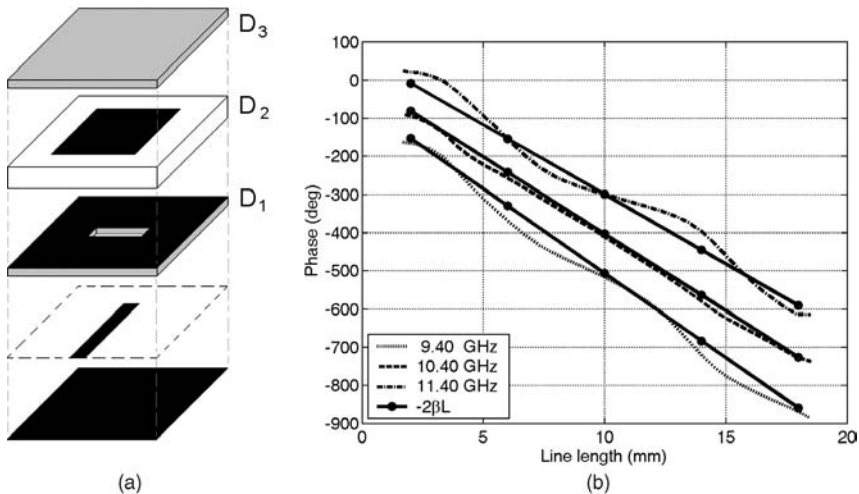 D3
D2
D1
(a)
100
0
-100
-200
-300
-400
-500
-600
-700
-800
-900
Phase (deg)
9.40 GHz
10.40 GHz
11.40 GHz
-2βL
0
5
10
15
20
Line length (mm)
(b)